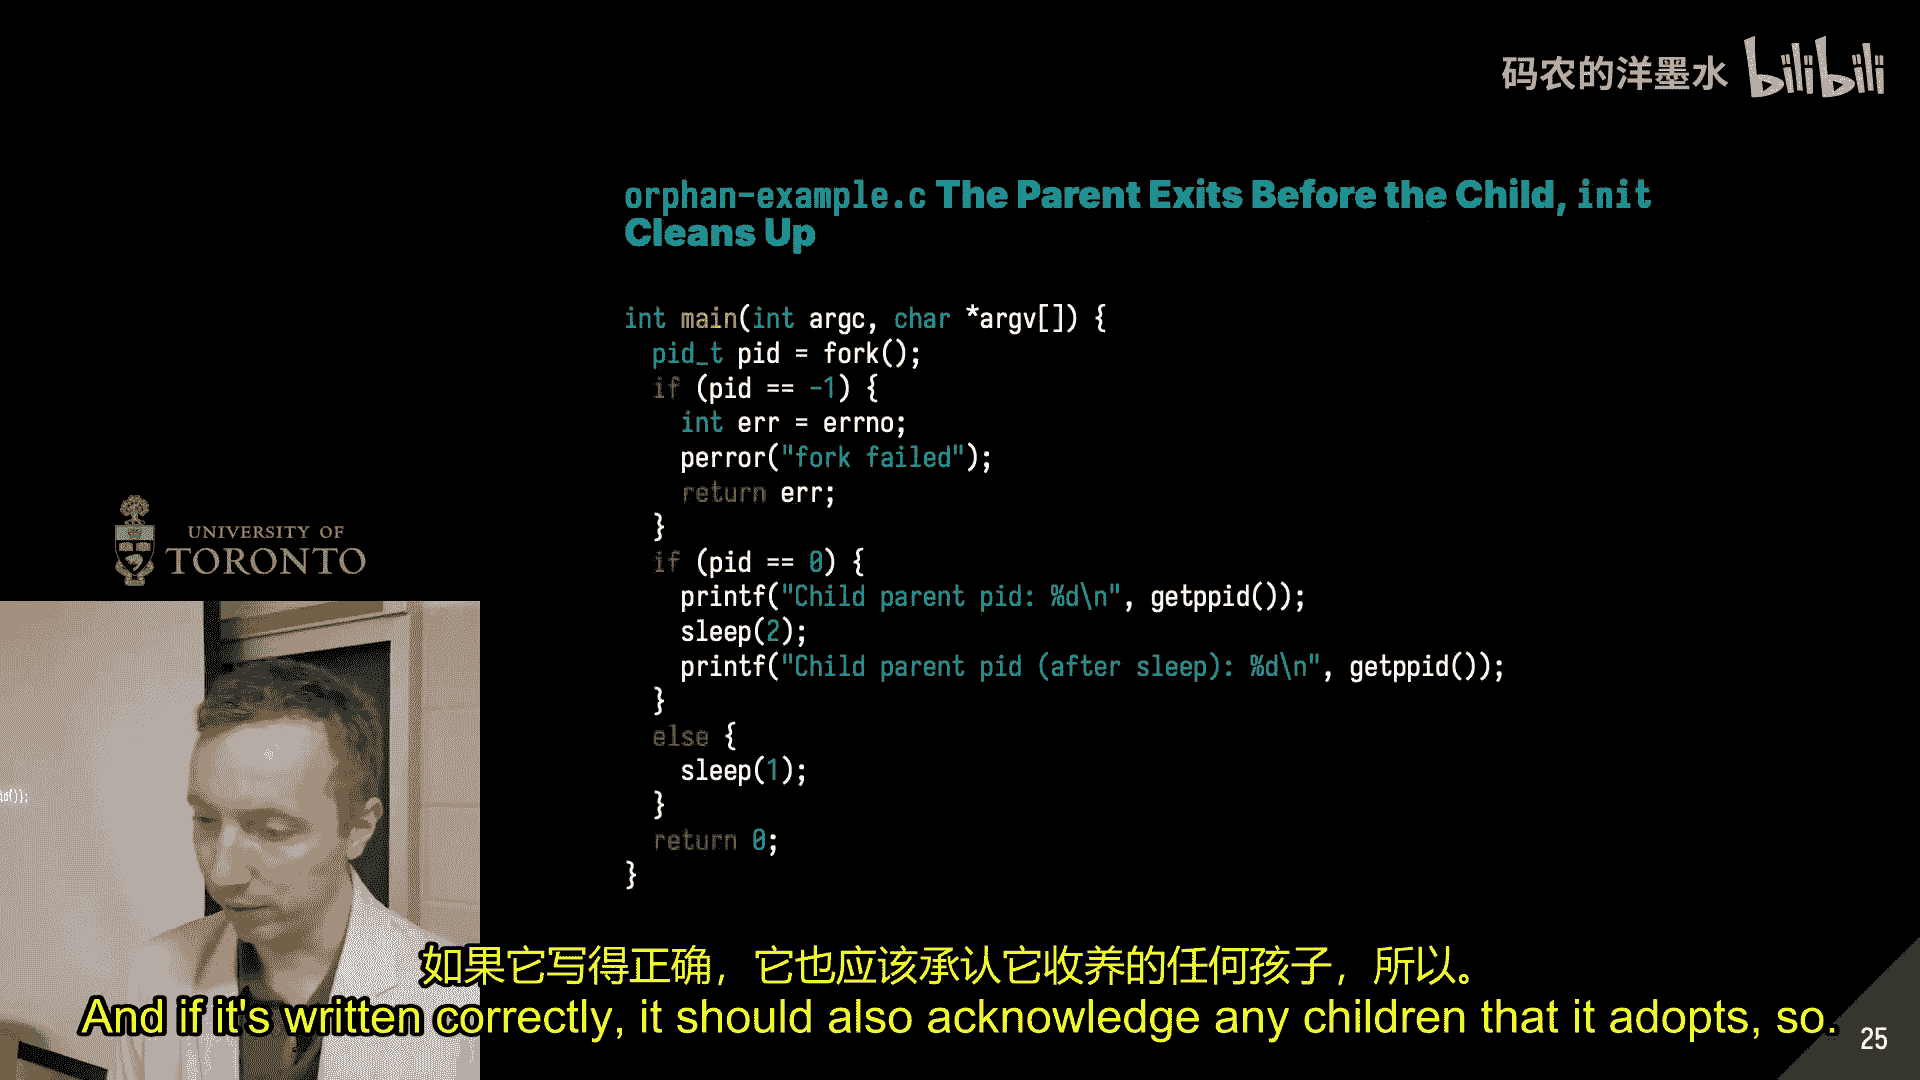 码农的洋墨水 bilibili
orphan-example.c The Parent Exits Before the Child, init
Cleans Up
int main(int argc, char *argv[]) {
pid_t pid = fork();
if (pid == -1) {
int err = errno;
perror("fork failed");
return err;
}
if (pid == 0) {
printf("Child parent pid: %d\n", getppid());
sleep(2);
printf("Child parent pid (after sleep): %d\n", getppid());
}
else {
sleep(1);
}
return 0;
}
UNIVERSITY OF
TORONTO
如果它写得正确，它也应该承认它收养的任何孩子，所以。
And if it's written correctly, it should also acknowledge any children that it adopts, so.
25